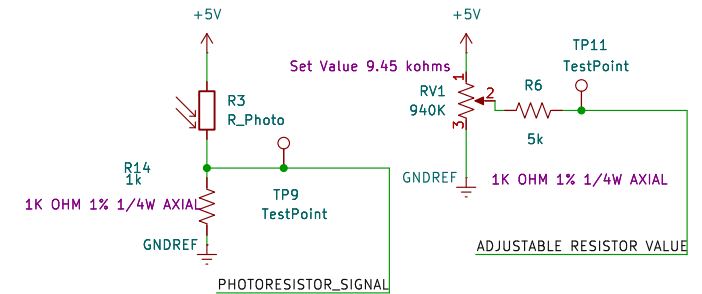 +5V
R3
R_Photo
R14
1k
1K OHM 1% 1/4W AXIAL
TP9
TestPoint
GNDREF
PHOTORESISTOR_SIGNAL
+5V
Set Value 9.45 kohms
RV1
940K
1
2
3
R6
5k
TP11
TestPoint
GNDREF
1K OHM 1% 1/4W AXIAL
ADJUSTABLE RESISTOR VALUE